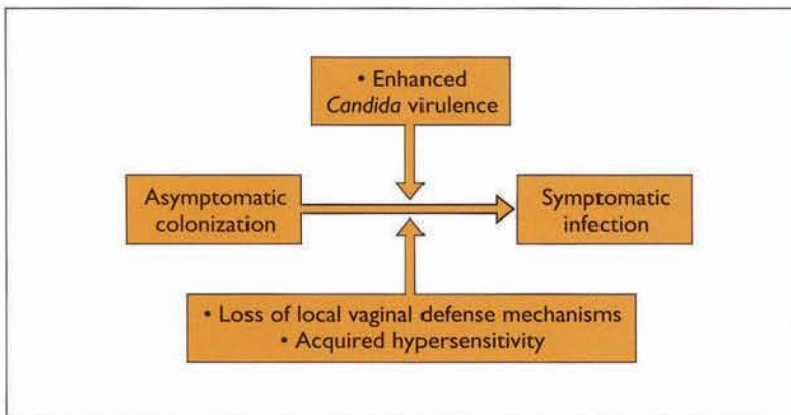 • Enhanced
Candida virulence
Asymptomatic
colonization
Symptomatic
infection
• Loss of local vaginal defense mechanisms
• Acquired hypersensitivity